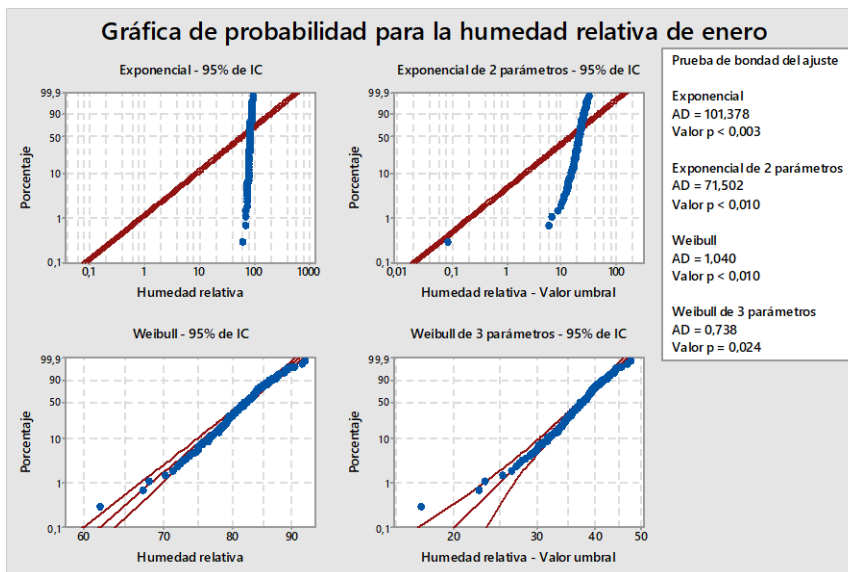 Gráfica de probabilidad para la humedad relativa de enero
Exponencial - 95% de IC
99,9
90
50
10
1
0,1
Porcentaje
0,1 1 10 100 1000
Humedad relativa
Exponencial de 2 parámetros - 95% de IC
99,9
90
50
10
1
0,1
Porcentaje
0,01 0,1 1 10 100
Humedad relativa - Valor umbral
Weibull - 95% de IC
99,9
90
50
10
1
0,1
Porcentaje
60 70 80 90
Humedad relativa
Weibull de 3 parámetros - 95% de IC
99,9
90
50
10
1
0,1
Porcentaje
20 30 40 50
Humedad relativa - Valor umbral
Prueba de bondad del ajuste
Exponencial
AD = 101,378
Valor p < 0,003
Exponencial de 2 parámetros
AD = 71,502
Valor p < 0,010
Weibull
AD = 1,040
Valor p < 0,010
Weibull de 3 parámetros
AD = 0,738
Valor p = 0,024